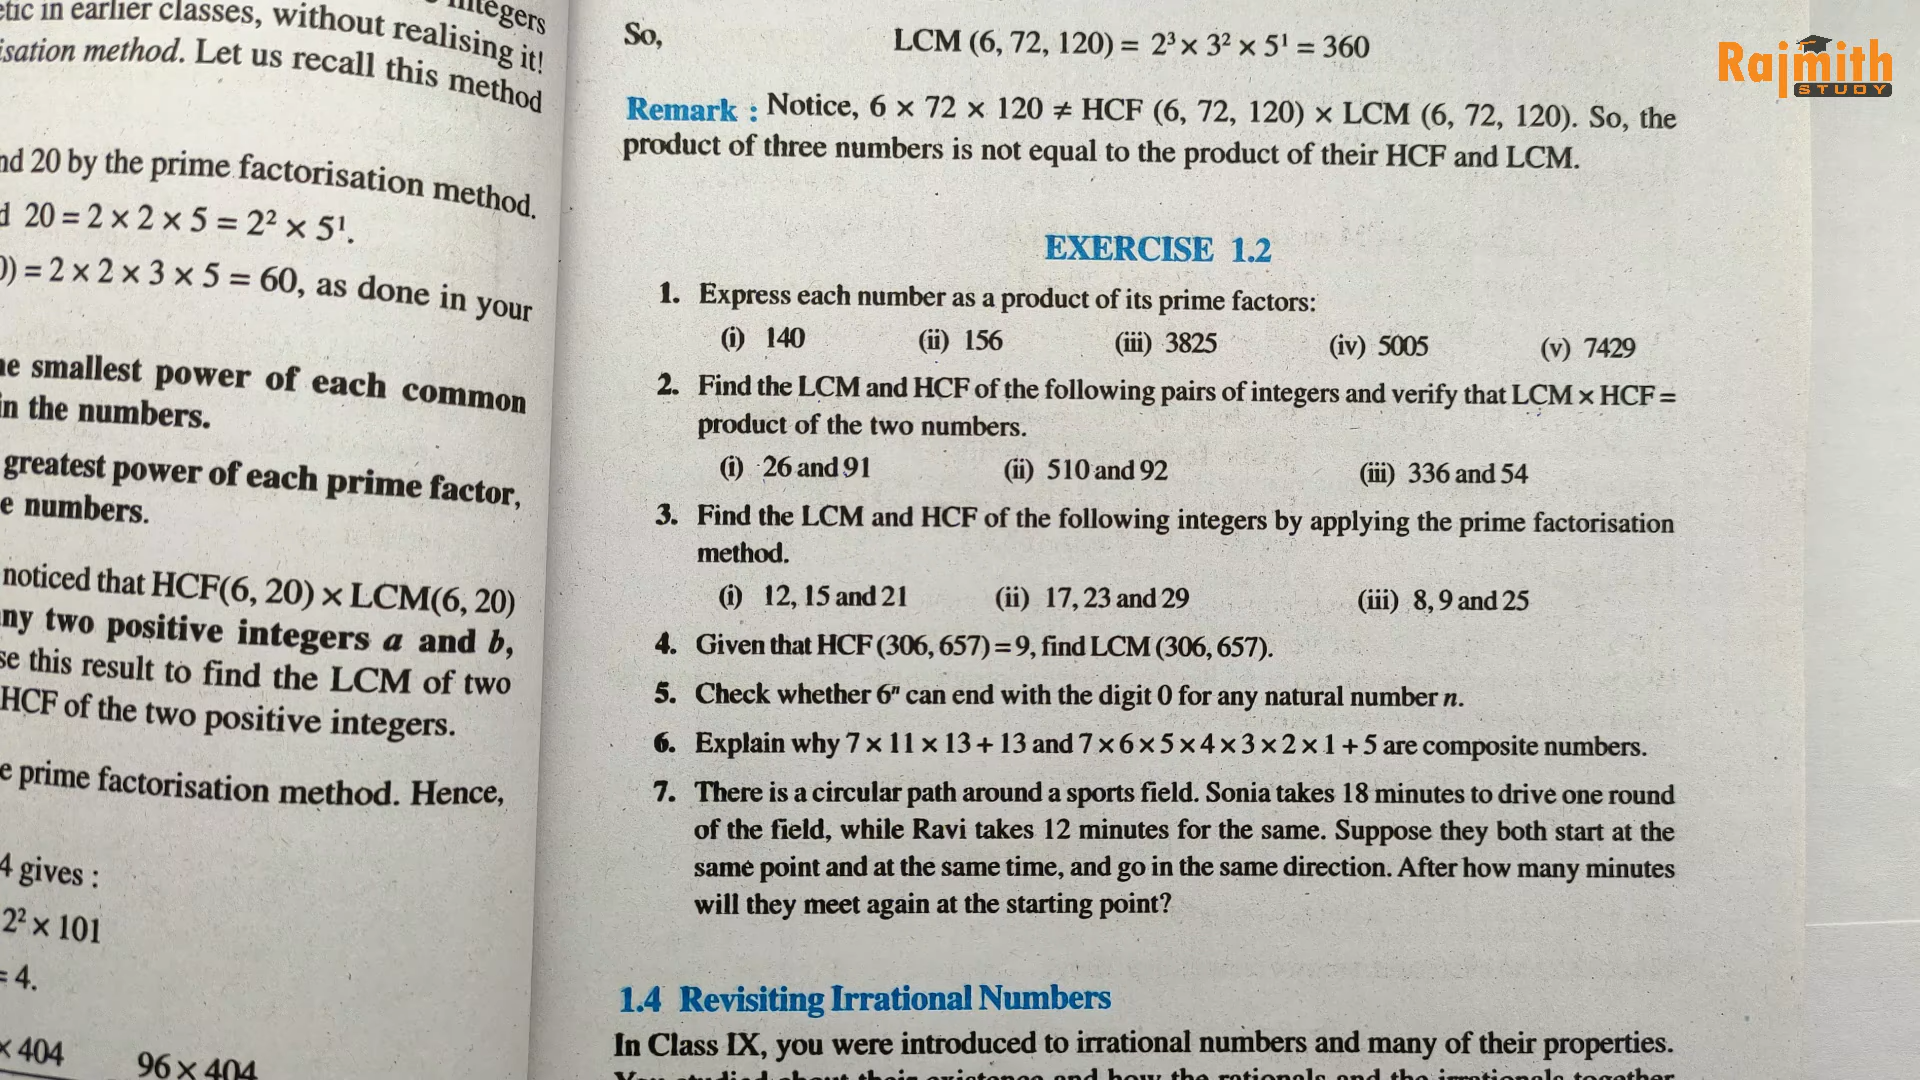 integers
etic in earlier classes, without realising it!
isation method. Let us recall this method
nd 20 by the prime factorisation method.
d 20 = 2 × 2 × 5 = 2² × 5¹.
0) = 2 × 2 × 3 × 5 = 60, as done in your
he smallest power of each common
in the numbers.
greatest power of each prime factor,
e numbers.
noticed that HCF(6, 20) × LCM(6, 20)
ny two positive integers a and b,
se this result to find the LCM of two
HCF of the two positive integers.
e prime factorisation method. Hence,
4 gives :
2² × 101
= 4.
× 404 96 × 404
So, LCM (6, 72, 120) = 2³ × 3² × 5¹ = 360
Remark : Notice, 6 × 72 × 120 ≠ HCF (6, 72, 120) × LCM (6, 72, 120). So, the
product of three numbers is not equal to the product of their HCF and LCM.
EXERCISE 1.2
1. Express each number as a product of its prime factors:
(i) 140 (ii) 156 (iii) 3825 (iv) 5005 (v) 7429
2. Find the LCM and HCF of the following pairs of integers and verify that LCM × HCF =
product of the two numbers.
(i) 26 and 91 (ii) 510 and 92 (iii) 336 and 54
3. Find the LCM and HCF of the following integers by applying the prime factorisation
method.
(i) 12, 15 and 21 (ii) 17, 23 and 29 (iii) 8, 9 and 25
4. Given that HCF (306, 657) = 9, find LCM (306, 657).
5. Check whether 6ⁿ can end with the digit 0 for any natural number n.
6. Explain why 7 × 11 × 13 + 13 and 7 × 6 × 5 × 4 × 3 × 2 × 1 + 5 are composite numbers.
7. There is a circular path around a sports field. Sonia takes 18 minutes to drive one round
of the field, while Ravi takes 12 minutes for the same. Suppose they both start at the
same point and at the same time, and go in the same direction. After how many minutes
will they meet again at the starting point?
1.4 Revisiting Irrational Numbers
In Class IX, you were introduced to irrational numbers and many of their properties.
You studied about their existence and how the rationals and the irrationals together
Rajmith
STUDY